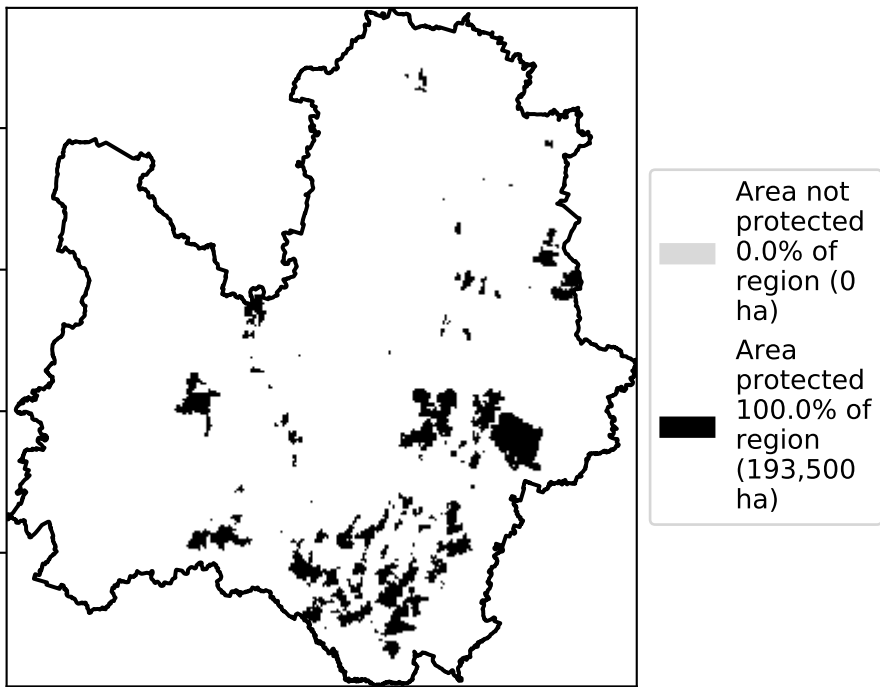 Area not
protected
0.0% of
region (0
ha)
Area
protected
100.0% of
region
(193,500
ha)